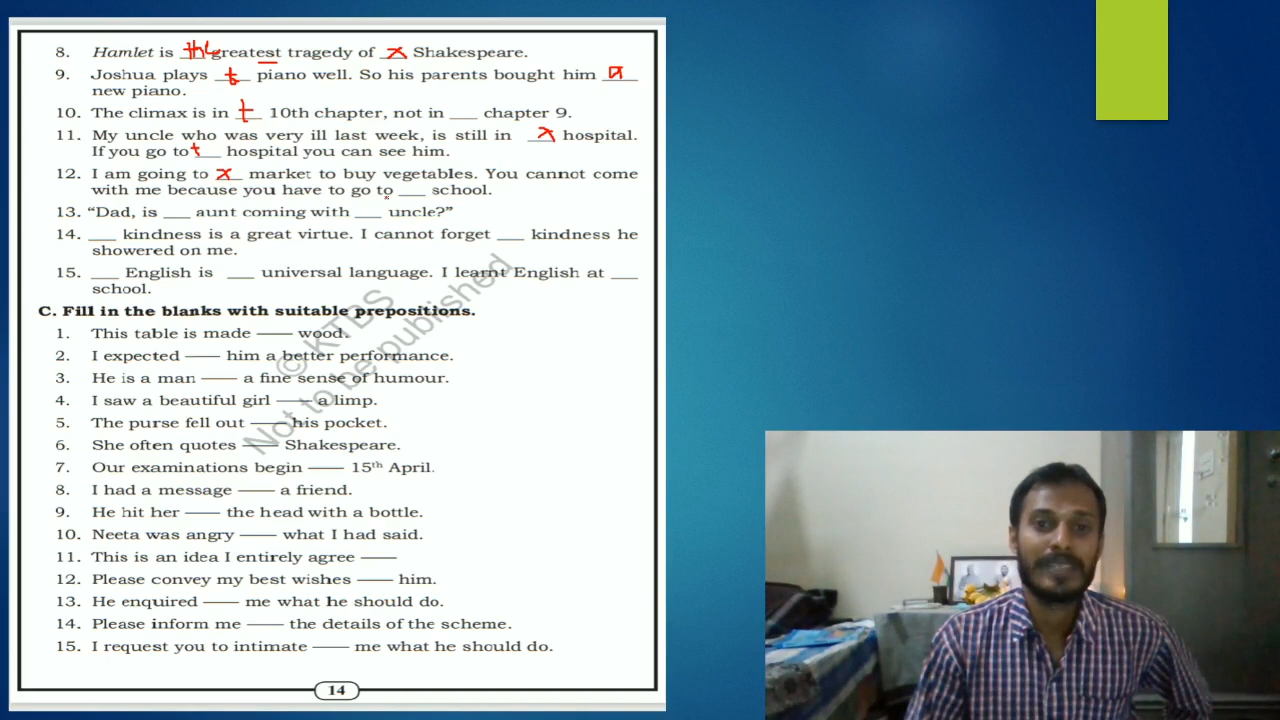 8. Hamlet is the greatest tragedy of x Shakespeare.
9. Joshua plays t piano well. So his parents bought him a
new piano.
10. The climax is in t 10th chapter, not in ___ chapter 9.
11. My uncle who was very ill last week, is still in x hospital.
If you go to t hospital you can see him.
12. I am going to x market to buy vegetables. You cannot come
with me because you have to go to ___ school.
13. “Dad, is ___ aunt coming with ___ uncle?”
14. ___ kindness is a great virtue. I cannot forget ___ kindness he
showered on me.
15. ___ English is ___ universal language. I learnt English at ___
school.
C. Fill in the blanks with suitable prepositions.
1. This table is made —— wood.
2. I expected —— him a better performance.
3. He is a man —— a fine sense of humour.
4. I saw a beautiful girl —— a limp.
5. The purse fell out —— his pocket.
6. She often quotes —— Shakespeare.
7. Our examinations begin —— 15th April.
8. I had a message —— a friend.
9. He hit her —— the head with a bottle.
10. Neeta was angry —— what I had said.
11. This is an idea I entirely agree ——
12. Please convey my best wishes —— him.
13. He enquired —— me what he should do.
14. Please inform me —— the details of the scheme.
15. I request you to intimate —— me what he should do.
© KTBS
Not to be published
14